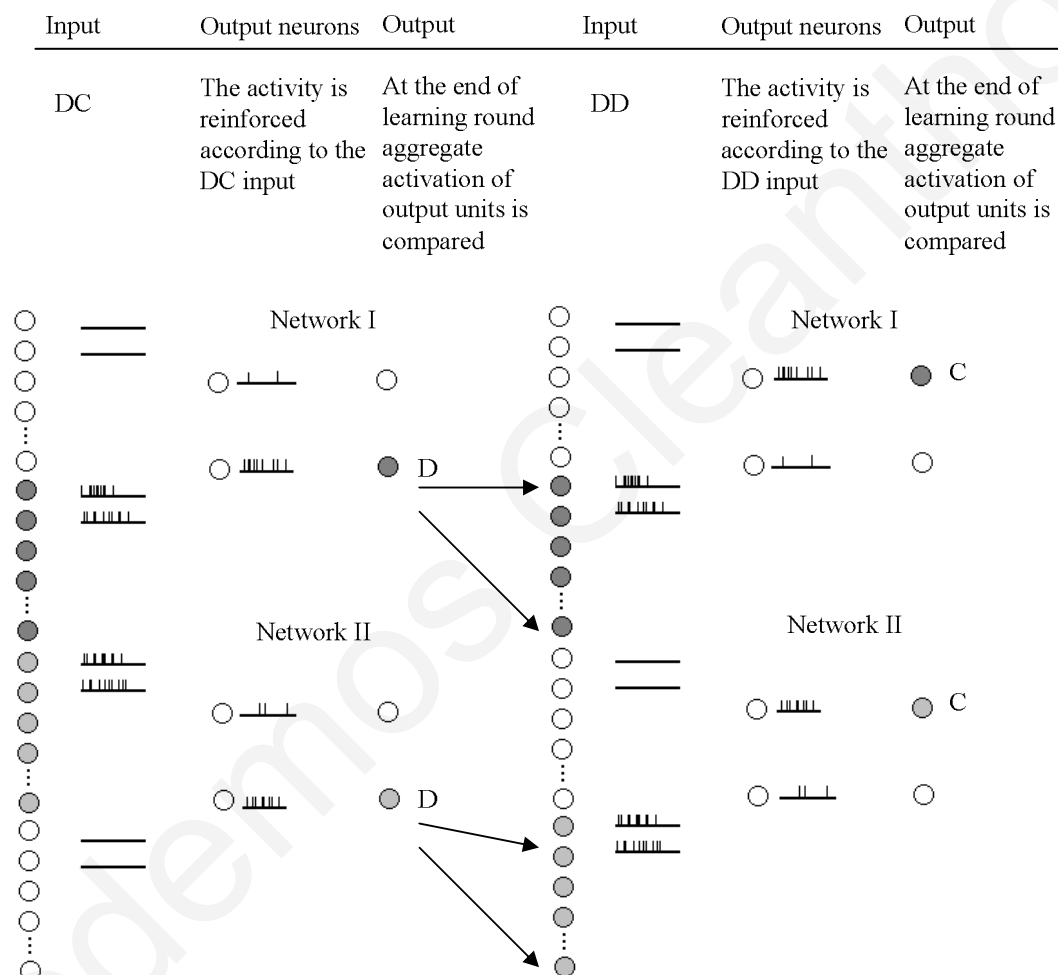 Input Output neurons Output Input Output neurons Output
DC
The activity is
reinforced
according to the
DC input
At the end of
learning round
aggregate
activation of
output units is
compared
DD
The activity is
reinforced
according to the
DD input
At the end of
learning round
aggregate
activation of
output units is
compared
Network I
D
Network II
D
Network I
C
Network II
C